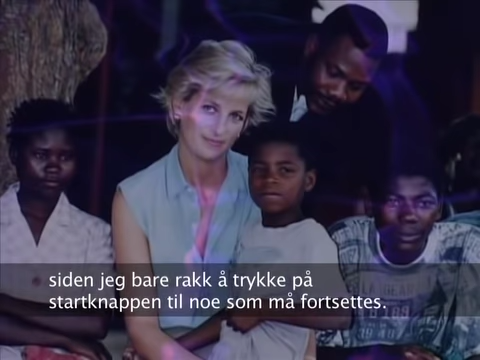 siden jeg bare rakk å trykke på
startknappen til noe som må fortsettes.